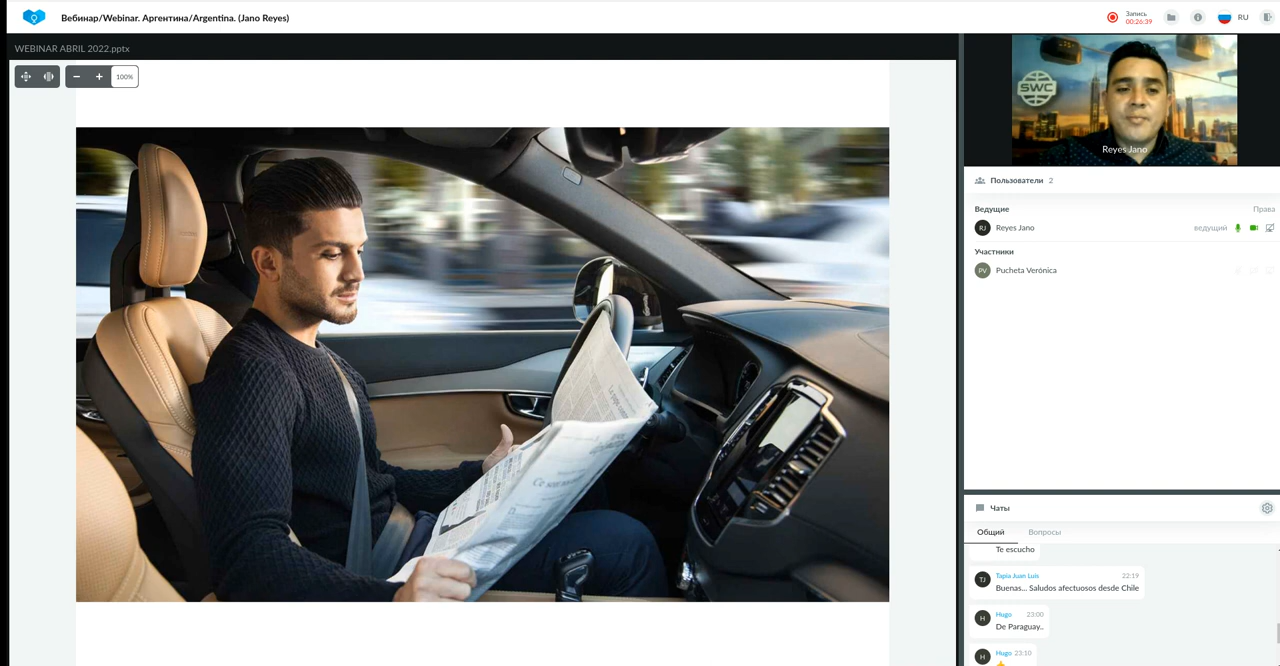 Вебинар/Webinar. Аргентина/Argentina. (Jano Reyes)
Запись
00:26:39
RU
WEBINAR ABRIL 2022.pptx
100%
SWC
Reyes Jano
Пользователи 2
Ведущие Права
RJ Reyes Jano ведущий
Участники
PV Pucheta Verónica
Чаты
Общий Вопросы
Te escucho
TJ Tapia Juan Luis 22:19
Buenas... Saludos afectuosos desde Chile
H Hugo 23:00
De Paraguay..
H Hugo 23:10